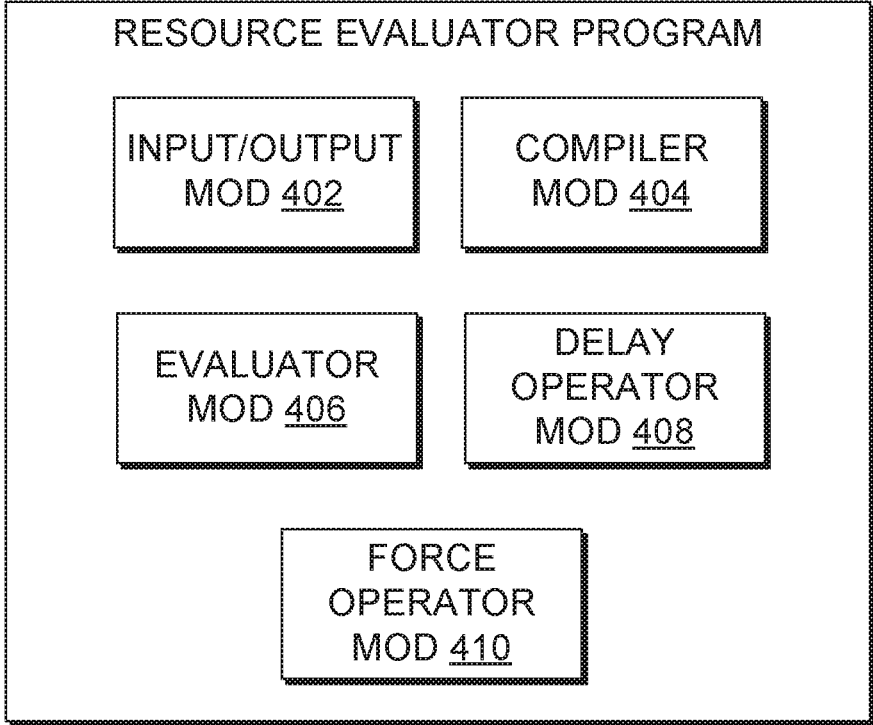 RESOURCE EVALUATOR PROGRAM
INPUT/OUTPUT
MOD 402
COMPILER
MOD 404
EVALUATOR
MOD 406
DELAY
OPERATOR
MOD 408
FORCE
OPERATOR
MOD 410